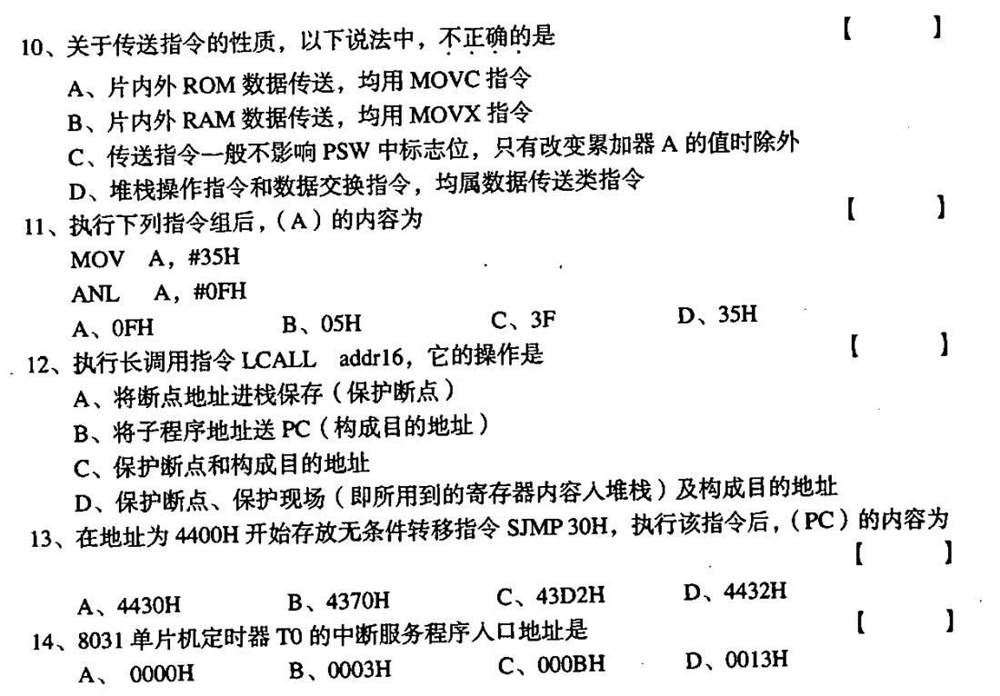 10、关于传送指令的性质，以下说法中，不正确的是 【 】
A、片内外 ROM 数据传送，均用 MOVC 指令
B、片内外 RAM 数据传送，均用 MOVX 指令
C、传送指令一般不影响 PSW 中标志位，只有改变累加器 A 的值时除外
D、堆栈操作指令和数据交换指令，均属数据传送类指令
11、执行下列指令组后，（A）的内容为 【 】
MOV A，#35H
ANL A，#0FH
A、0FH B、05H C、3F D、35H
12、执行长调用指令 LCALL addr16，它的操作是 【 】
A、将断点地址进栈保存（保护断点）
B、将子程序地址送 PC（构成目的地址）
C、保护断点和构成目的地址
D、保护断点、保护现场（即所用到的寄存器内容入堆栈）及构成目的地址
13、在地址为 4400H 开始存放无条件转移指令 SJMP 30H，执行该指令后，（PC）的内容为
【 】
A、4430H B、4370H C、43D2H D、4432H
14、8031 单片机定时器 T0 的中断服务程序入口地址是 【 】
A、 0000H B、0003H C、000BH D、0013H